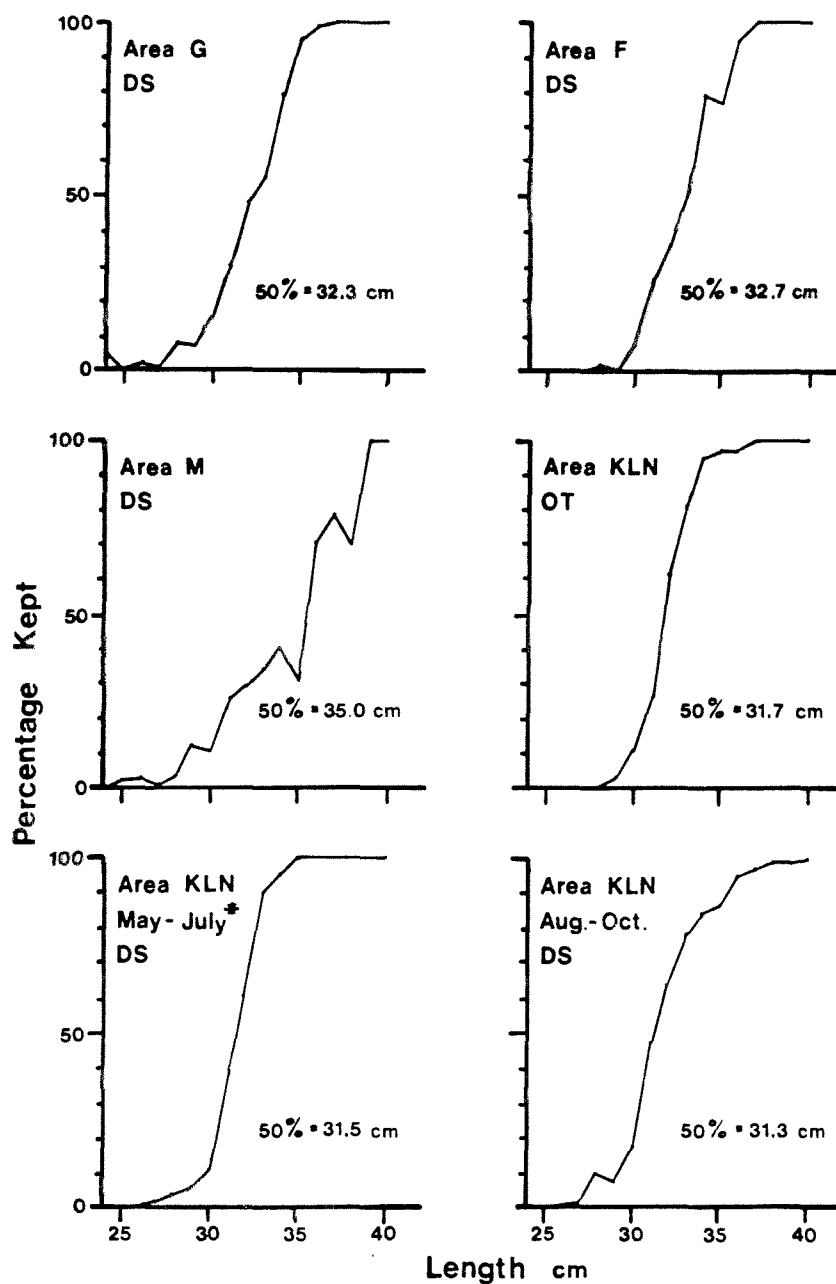 100
50
0
Area G
DS
50% = 32.3 cm
Area F
DS
50% = 32.7 cm
100
50
0
Area M
DS
50% = 35.0 cm
Area KLN
OT
50% = 31.7 cm
100
50
0
Area KLN
May - July*
DS
50% = 31.5 cm
Area KLN
Aug.-Oct.
DS
50% = 31.3 cm
25 30 35 40
25 30 35 40
Percentage Kept
Length cm